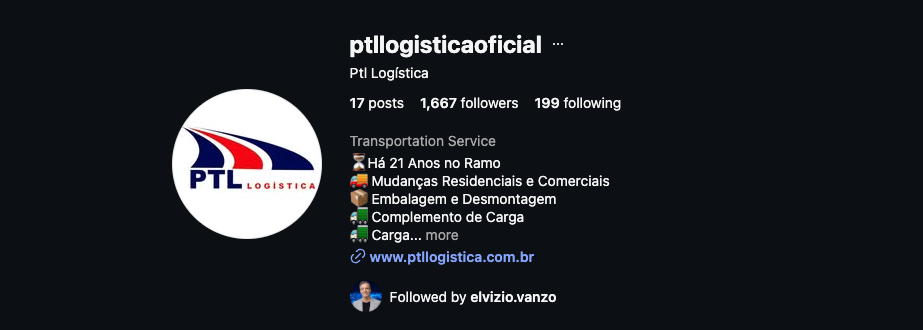 ptllogisticaoficial ...
Ptl Logística
17 posts 1,667 followers 199 following
PTL LOGÍSTICA
Transportation Service
⏳Há 21 Anos no Ramo
🚚Mudanças Residenciais e Comerciais
📦Embalagem e Desmontagem
🚛Complemento de Carga
🚛Carga... more
www.ptllogistica.com.br
Followed by elvizio.vanzo